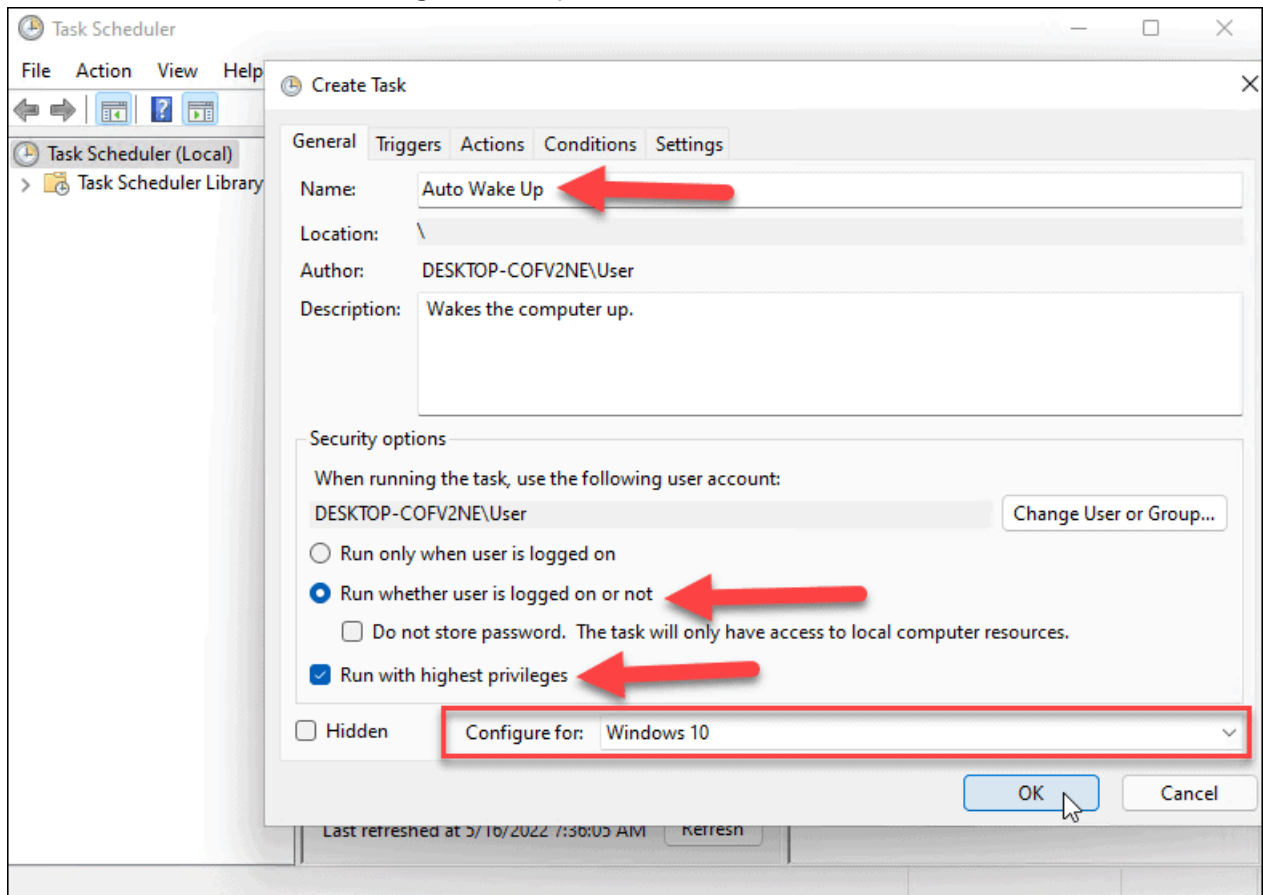 Task Scheduler
File Action View Help
Create Task
General Triggers Actions Conditions Settings
Task Scheduler (Local)
Task Scheduler Library
Name: Auto Wake Up
Location: \
Author: DESKTOP-COFV2NE\User
Description: Wakes the computer up.
Security options
When running the task, use the following user account:
DESKTOP-COFV2NE\User Change User or Group...
Run only when user is logged on
Run whether user is logged on or not
Do not store password. The task will only have access to local computer resources.
Run with highest privileges
Hidden Configure for: Windows 10
OK Cancel
Last refreshed at 5/16/2022 7:36:05 AM Refresh